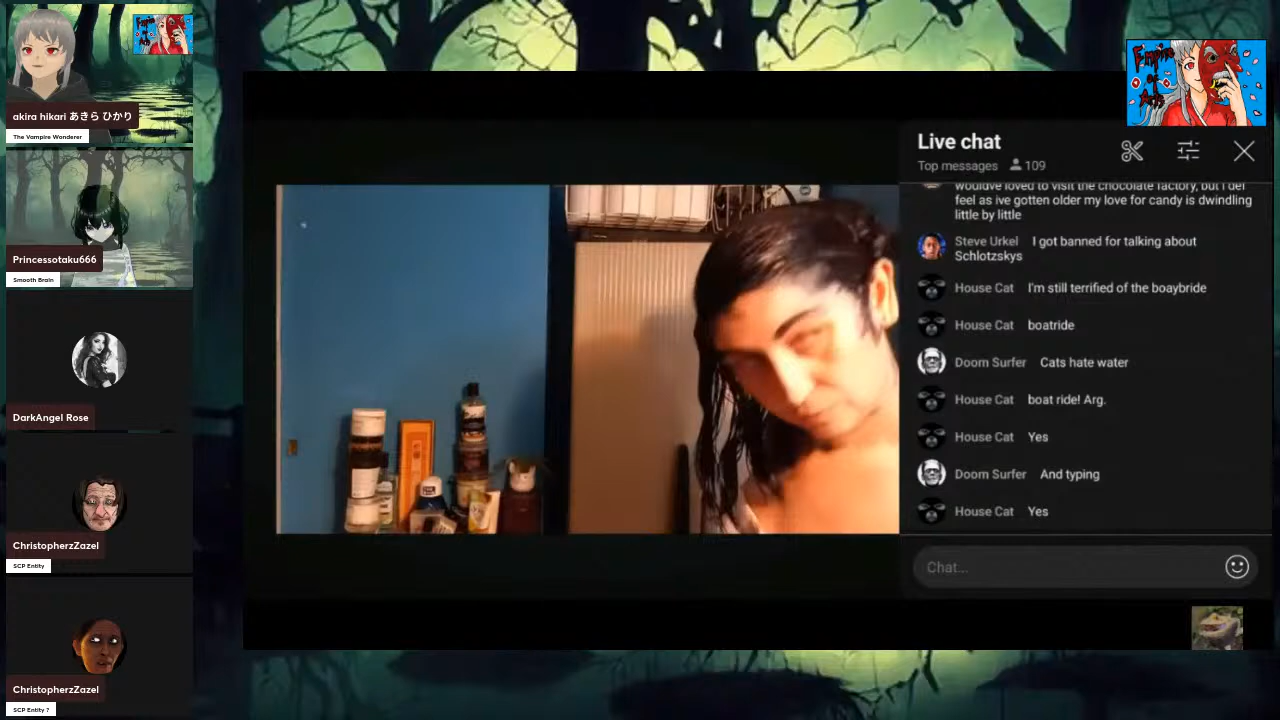 akira hikari あきら ひかり
The Vampire Wonderer
Princessotaku666
Smooth Brain
DarkAngel Rose
ChristopherzZazel
SCP Entity
ChristopherzZazel
SCP Entity ?
Empire
of
Arts
Live chat
Top messages 109
wouldve loved to visit the chocolate factory, but i def
feel as ive gotten older my love for candy is dwindling
little by little
Steve Urkel I got banned for talking about
Schlotzskys
House Cat I'm still terrified of the boaybride
House Cat boatride
Doom Surfer Cats hate water
House Cat boat ride! Arg.
House Cat Yes
Doom Surfer And typing
House Cat Yes
Chat...